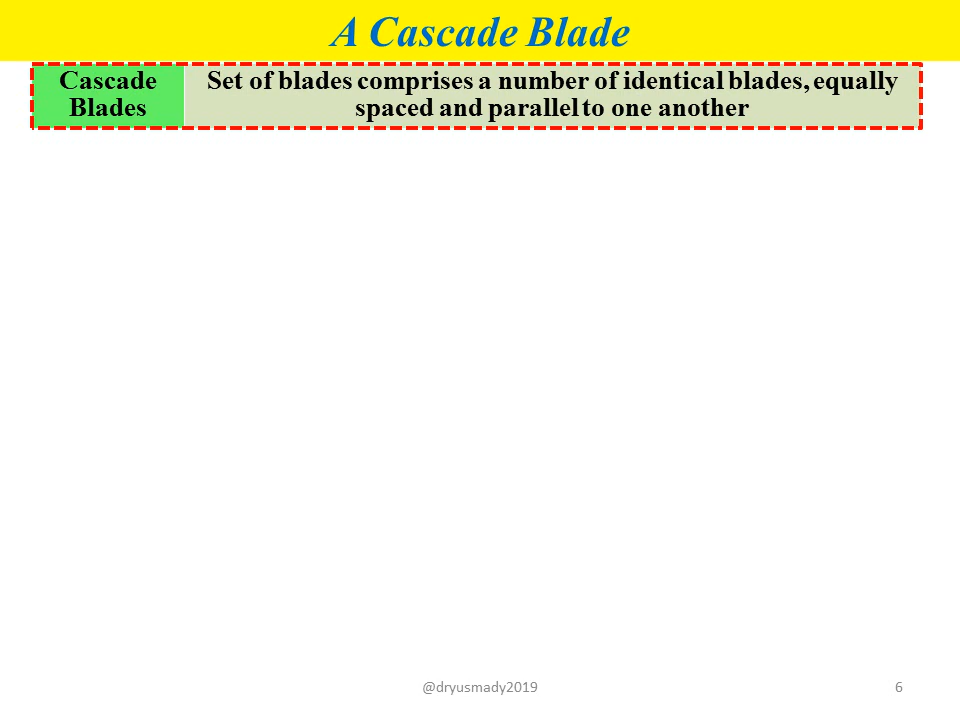 A Cascade Blade
Cascade
Blades
Set of blades comprises a number of identical blades, equally
spaced and parallel to one another
@dryusmady2019
6